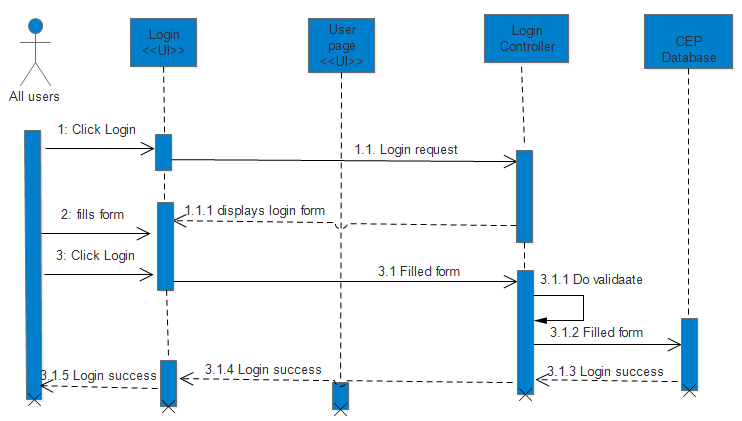 Login
<<UI>>
User
page
<<UI>>
Login
Controller
CEP
Database
All users
1: Click Login
1.1. Login request
1.1.1 displays login form
2: fills form
3: Click Login
3.1 Filled form
3.1.1 Do validaate
3.1.2 Filled form
3.1.3 Login success
3.1.4 Login success
3.1.5 Login success